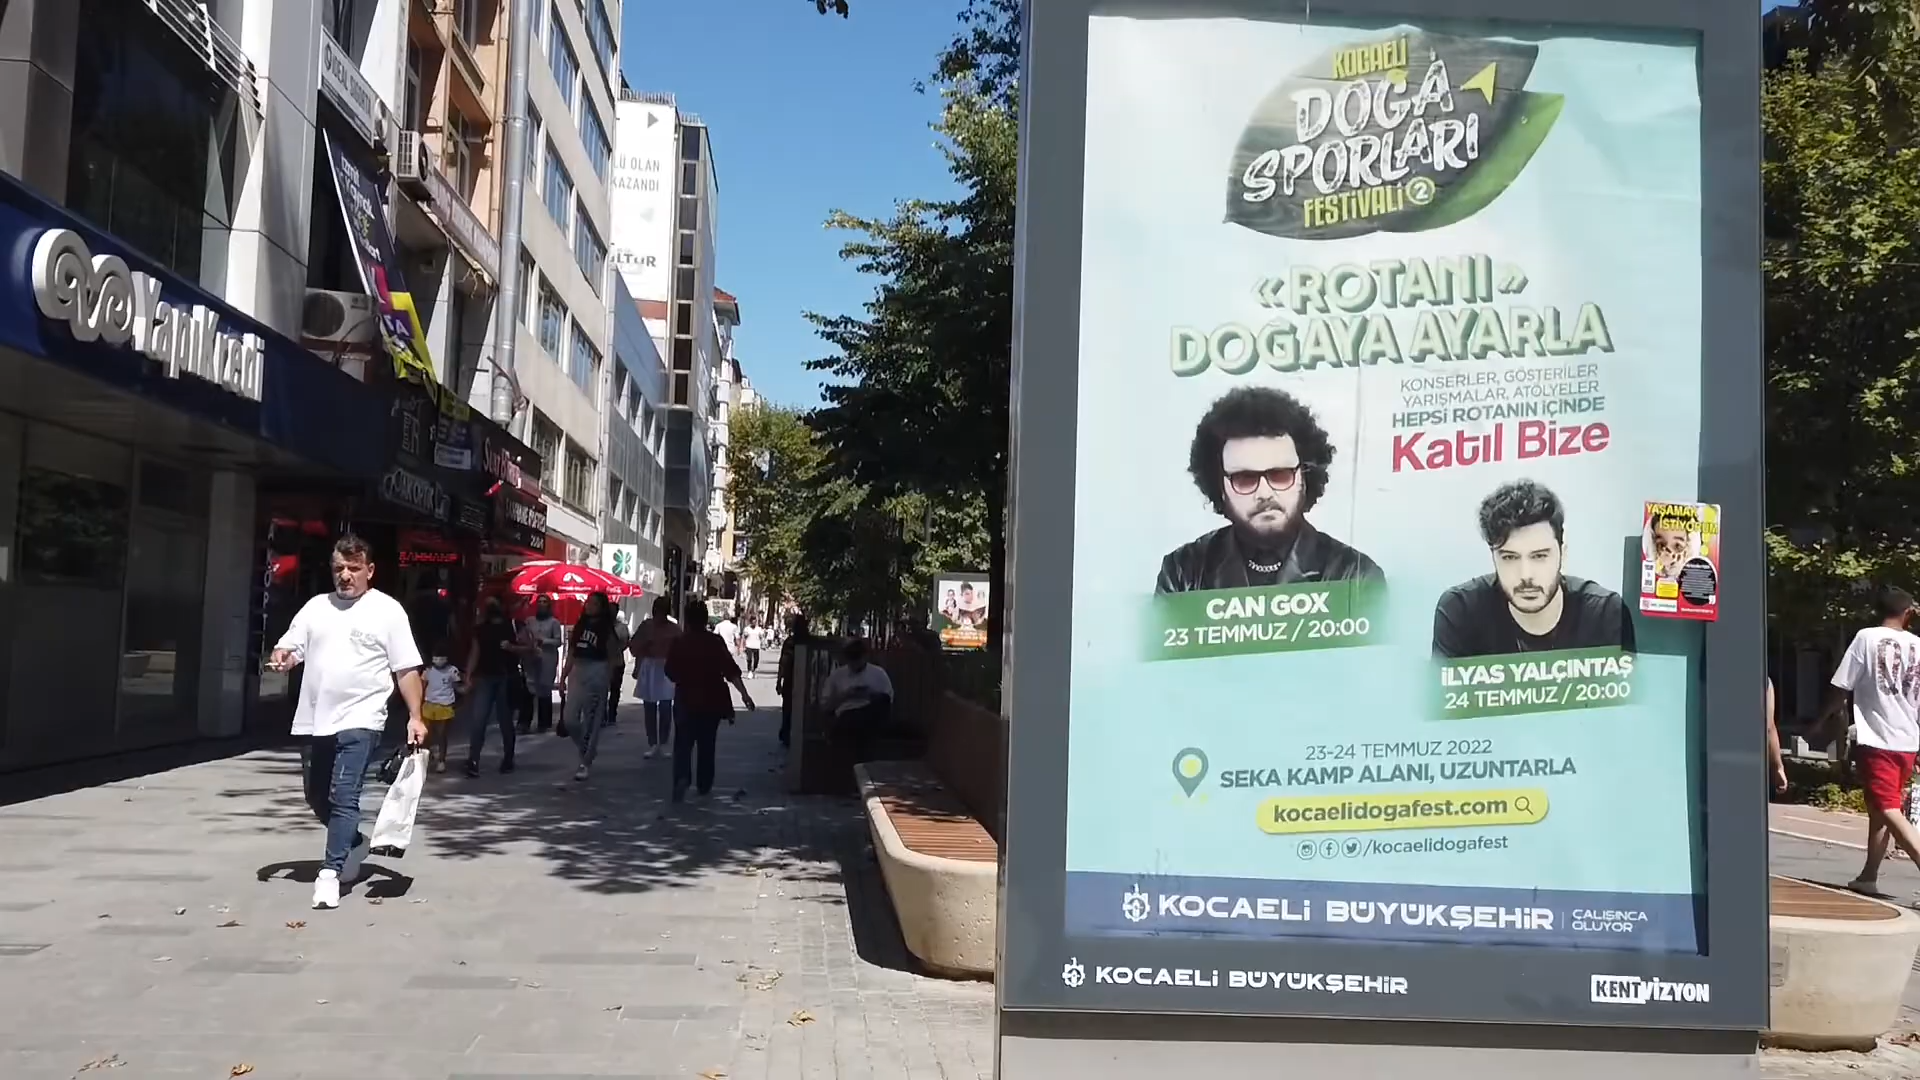 YapıKredi
LÜ OLAN
KAZANDI
KOCAELİ
DOĞA
SPORLARI
FESTİVALİ 2
«ROTANI»
DOĞAYA AYARLA
KONSERLER, GÖSTERİLER
YARIŞMALAR, ATÖLYELER
HEPSİ ROTANIN İÇİNDE
Katıl Bize
CAN GOX
23 TEMMUZ / 20:00
İLYAS YALÇINTAŞ
24 TEMMUZ / 20:00
23-24 TEMMUZ 2022
SEKA KAMP ALANI, UZUNTARLA
kocaelidogafest.com
/kocaelidogafest
KOCAELİ BÜYÜKŞEHİR
ÇALIŞINCA
OLUYOR
KOCAELİ BÜYÜKŞEHİR
KENTVİZYON
YAŞAMAK
İSTİYORUM